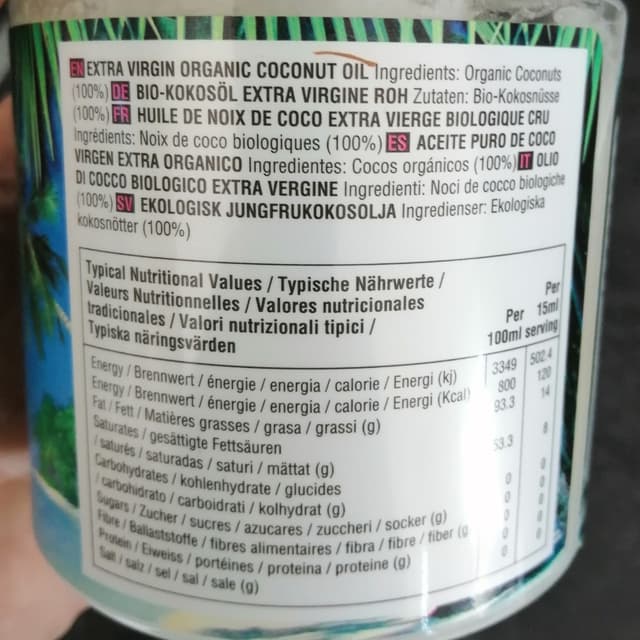 EN EXTRA VIRGIN ORGANIC COCONUT OIL Ingredients: Organic Coconuts
(100%) DE BIO-KOKOSÖL EXTRA VIRGINE ROH Zutaten: Bio-Kokosnüsse
(100%) FR HUILE DE NOIX DE COCO EXTRA VIERGE BIOLOGIQUE CRU
Ingrédients: Noix de coco biologiques (100%) ES ACEITE PURO DE COCO
VIRGEN EXTRA ORGANICO Ingredientes: Cocos orgánicos (100%) IT OLIO
DI COCCO BIOLOGICO EXTRA VERGINE Ingredienti: Noci de cocco biologiche
(100%) SV EKOLOGISK JUNGFRUKOKOSOLJA Ingredienser: Ekologiska
kokosnötter (100%)
Typical Nutritional Values / Typische Nährwerte /
Valeurs Nutritionnelles / Valores nutricionales
tradicionales / Valori nutrizionali tipici /
Typiska näringsvärden
Per 100ml
Per 15ml serving
Energy / Brennwert / énergie / energia / calorie / Energi (kj) 3349 502.4
Energy / Brennwert / énergie / energia / calorie / Energi (Kcal) 800 120
Fat / Fett / Matières grasses / grasa / grassi (g) 93.3 14
Saturates / gesättigte Fettsäuren
/ saturés / saturadas / saturi / mättat (g) 53.3 8
Carbohydrates / kohlenhydrate / glucides
/ carbohidrato / carboidrati / kolhydrat (g) 0 0
Sugars / Zucker / sucres / azucares / zuccheri / socker (g) 0 0
Fibre / Ballaststoffe / fibres alimentaires / fibra / fibre / fiber (g 0 0
Protein / Eiweiss / portéines / proteina / proteine (g) 0 0
Salt / salz / sel / sal / sale (g) 0 0